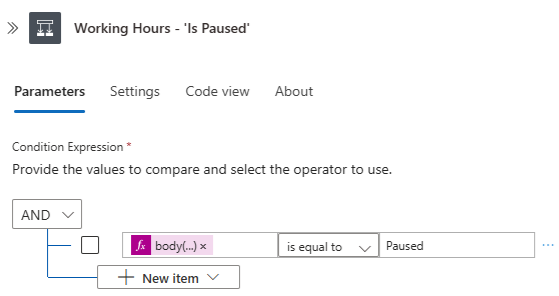 Working Hours - 'Is Paused'
Parameters Settings Code view About
Condition Expression *
Provide the values to compare and select the operator to use.
AND
fx body(...) × is equal to Paused ...
New item